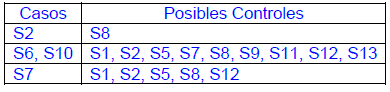 Casos Posibles Controles
S2 S8
S6, S10 S1, S2, S5, S7, S8, S9, S11, S12, S13
S7 S1, S2, S5, S8, S12